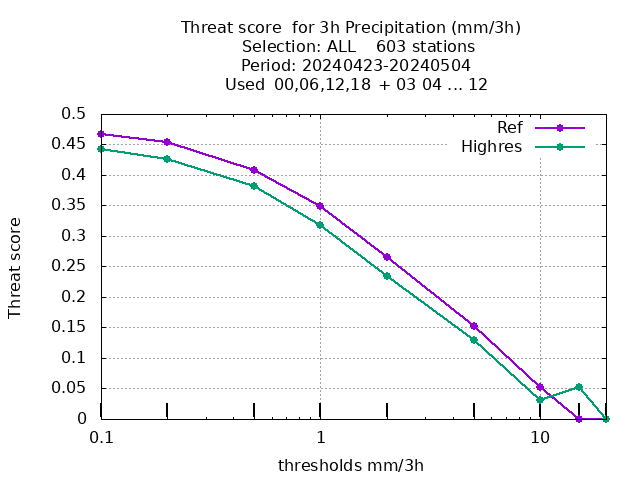 Threat score  for 3h Precipitation (mm/3h)
Selection: ALL    603 stations
Period: 20240423-20240504
Used  00,06,12,18  + 03 04 ... 12
Ref
Highres
0.5
0.45
0.4
0.35
0.3
0.25
0.2
0.15
0.1
0.05
0
Threat score
0.1
1
10
thresholds mm/3h